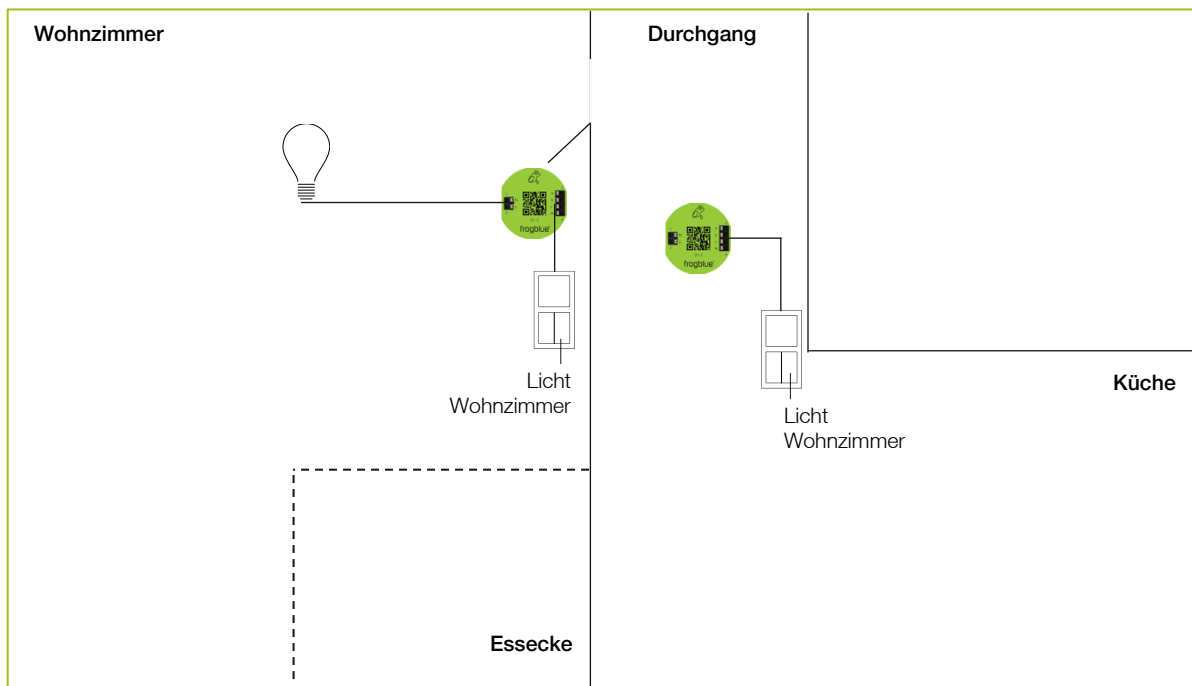 Wohnzimmer
Durchgang
frogblue
frogblue
Licht
Wohnzimmer
Licht
Wohnzimmer
Küche
Essecke